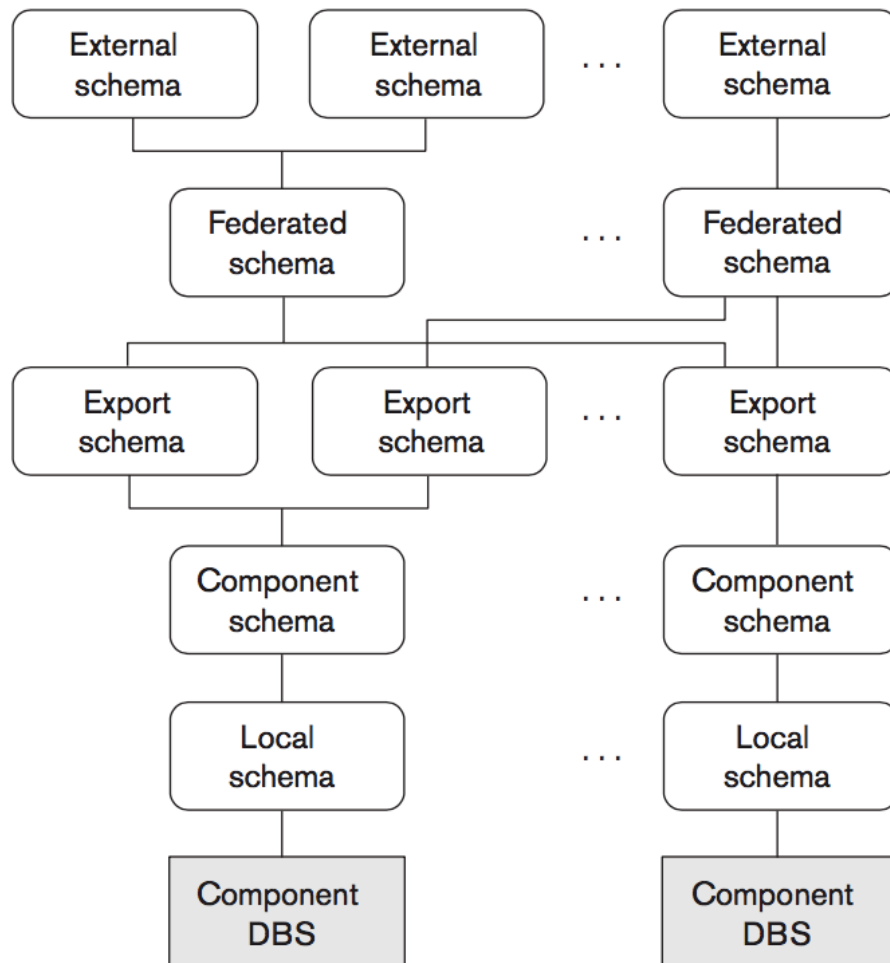 External
schema
External
schema
. . .
External
schema
Federated
schema
. . .
Federated
schema
Export
schema
Export
schema
. . .
Export
schema
Component
schema
. . .
Component
schema
Local
schema
. . .
Local
schema
Component
DBS
Component
DBS